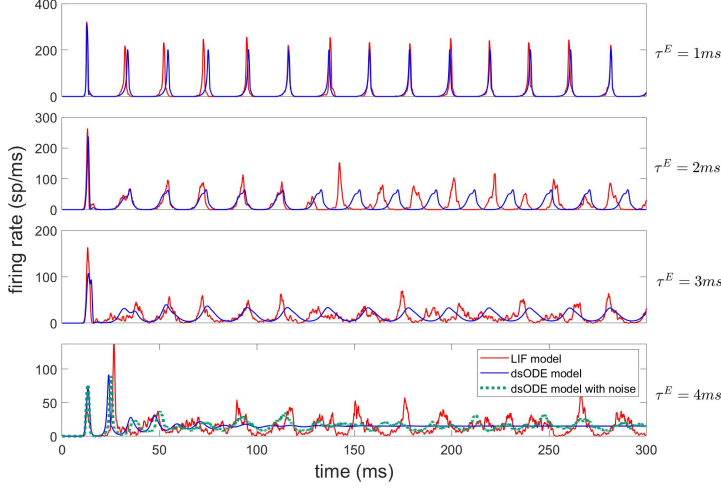 400
200
0
τ^E = 1ms
300
200
100
0
τ^E = 2ms
200
100
0
τ^E = 3ms
100
50
0
τ^E = 4ms
LIF model
dsODE model
dsODE model with noise
0 50 100 150 200 250 300
time (ms)
firing rate (sp/ms)